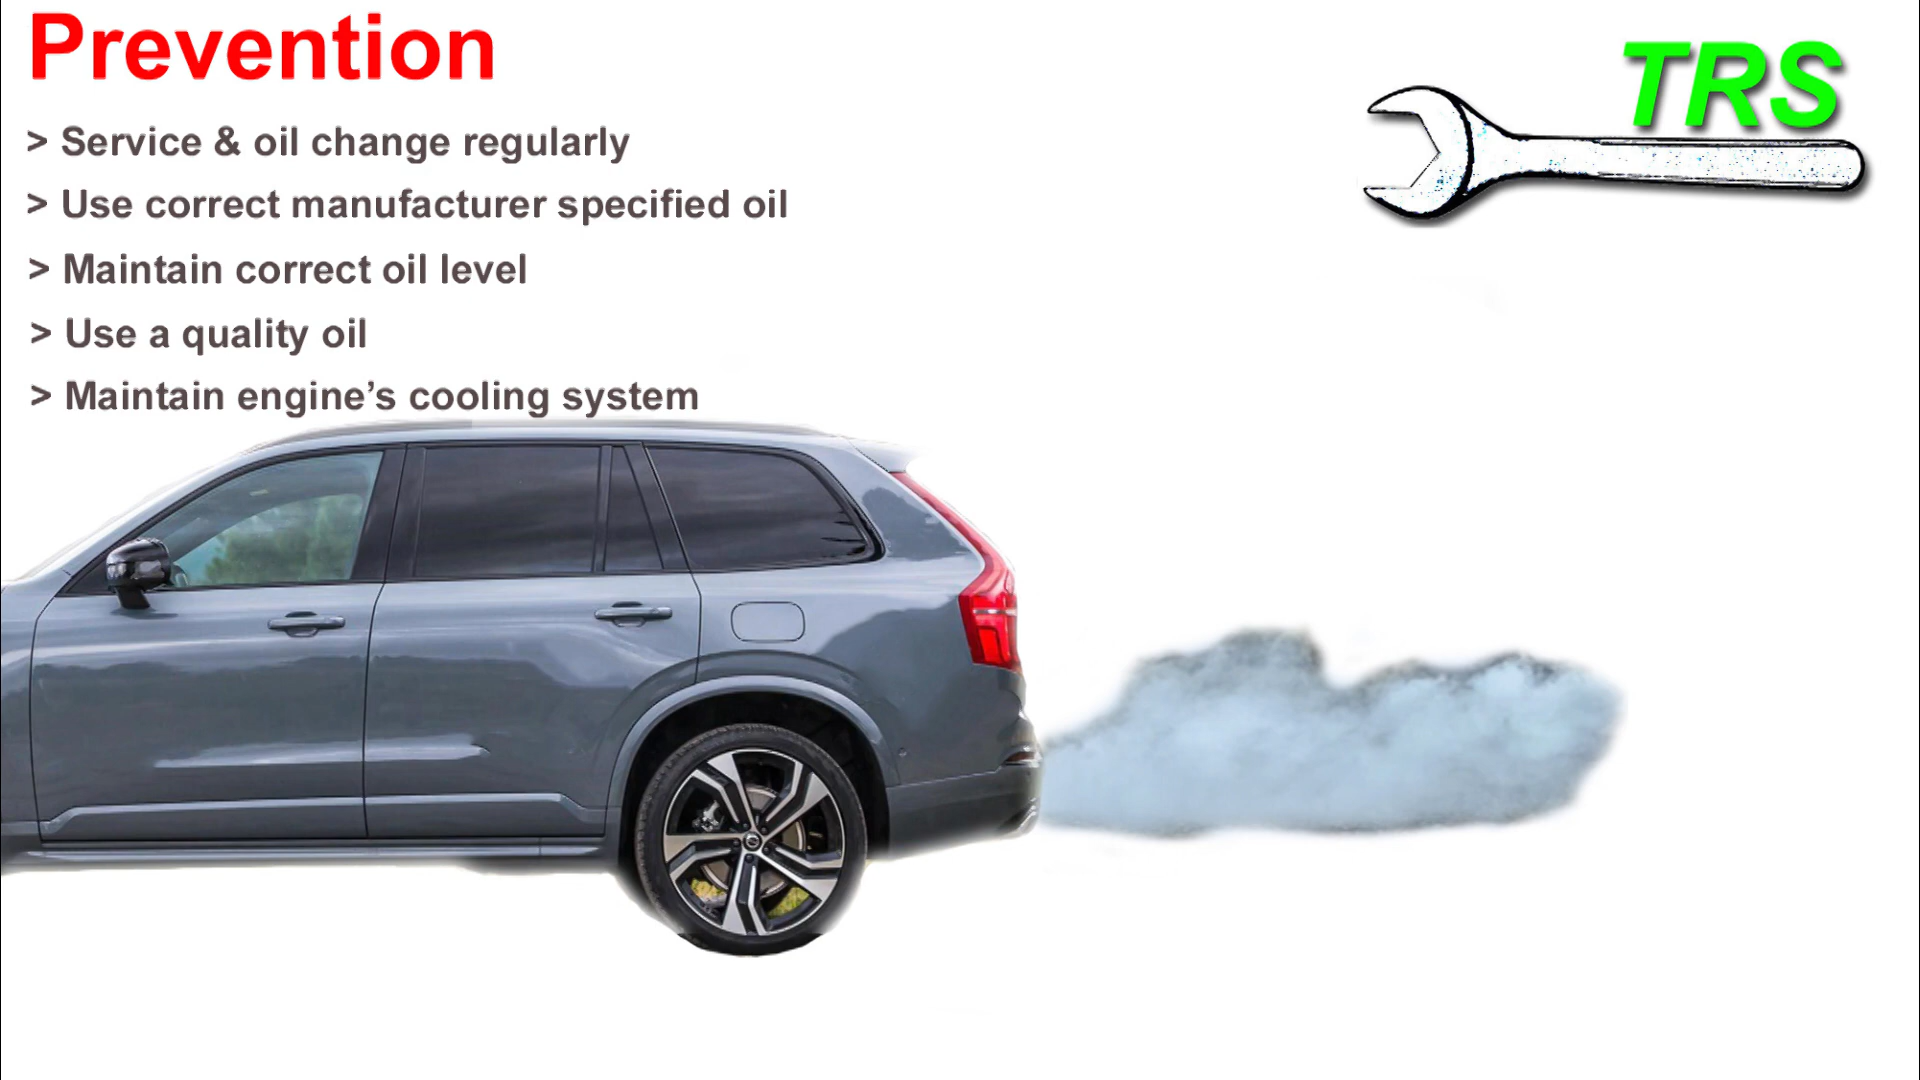 Prevention
TRS
> Service & oil change regularly
> Use correct manufacturer specified oil
> Maintain correct oil level
> Use a quality oil
> Maintain engine’s cooling system